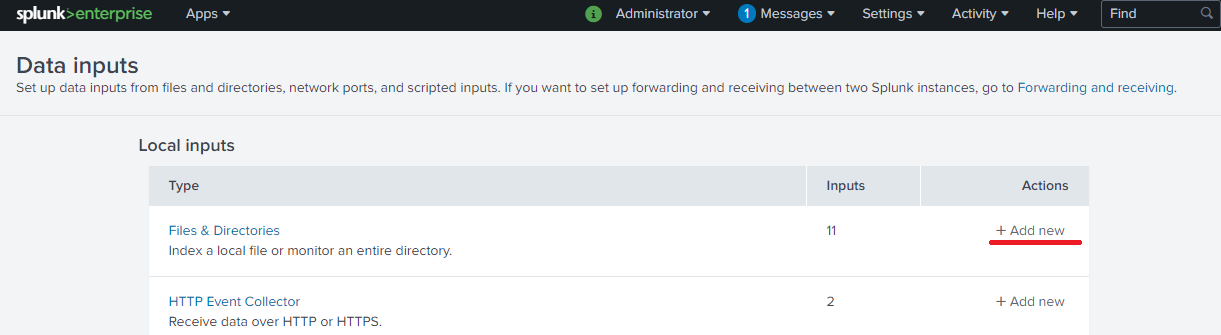 splunk>enterprise Apps i Administrator 1 Messages Settings Activity Help Find
Data inputs
Set up data inputs from files and directories, network ports, and scripted inputs. If you want to set up forwarding and receiving between two Splunk instances, go to Forwarding and receiving.
Local inputs
Type Inputs Actions
Files & Directories 11 + Add new
Index a local file or monitor an entire directory.
HTTP Event Collector 2 + Add new
Receive data over HTTP or HTTPS.